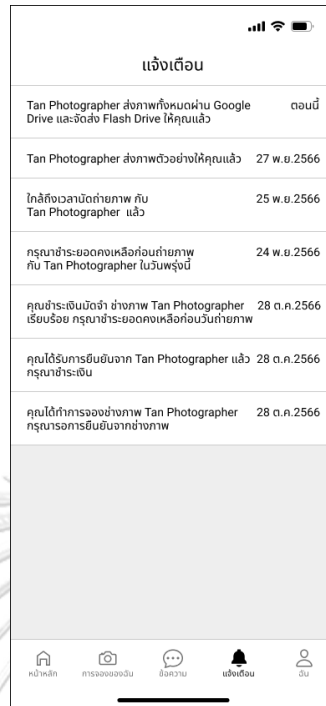 แจ้งเตือน
Tan Photographer ส่งภาพทั้งหมดผ่าน Google ตอนนี้
Drive และจัดส่ง Flash Drive ให้คุณแล้ว
Tan Photographer ส่งภาพตัวอย่างให้คุณแล้ว 27 พ.ย.2566
ใกล้ถึงเวลานัดถ่ายภาพ กับ 25 พ.ย.2566
Tan Photographer แล้ว
กรุณาชำระยอดคงเหลือก่อนถ่ายภาพ 24 พ.ย.2566
กับ Tan Photographer ในวันพรุ่งนี้
คุณชำระเงินมัดจำ ช่างภาพ Tan Photographer 28 ต.ค.2566
เรียบร้อย กรุณาชำระยอดคงเหลือก่อนวันถ่ายภาพ
คุณได้รับการยืนยันจาก Tan Photographer แล้ว 28 ต.ค.2566
กรุณาชำระเงิน
คุณได้ทำการจองช่างภาพ Tan Photographer 28 ต.ค.2566
กรุณารอการยืนยันจากช่างภาพ
หน้าหลัก การจองของฉัน ข้อความ แจ้งเตือน ฉัน